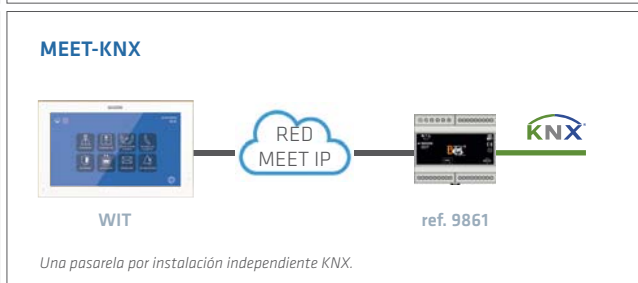 MEET-KNX
RED
MEET IP
KNX
WIT
ref. 9861
Una pasarela por instalación independiente KNX.